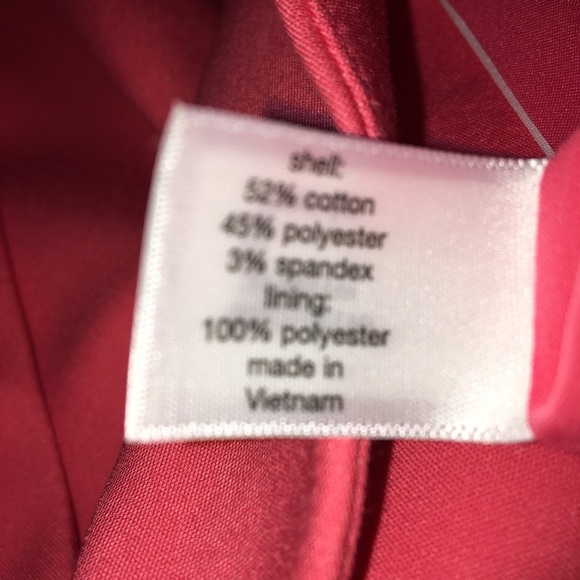 shell:
52% cotton
45% polyester
3% spandex
lining:
100% polyester
made in
Vietnam